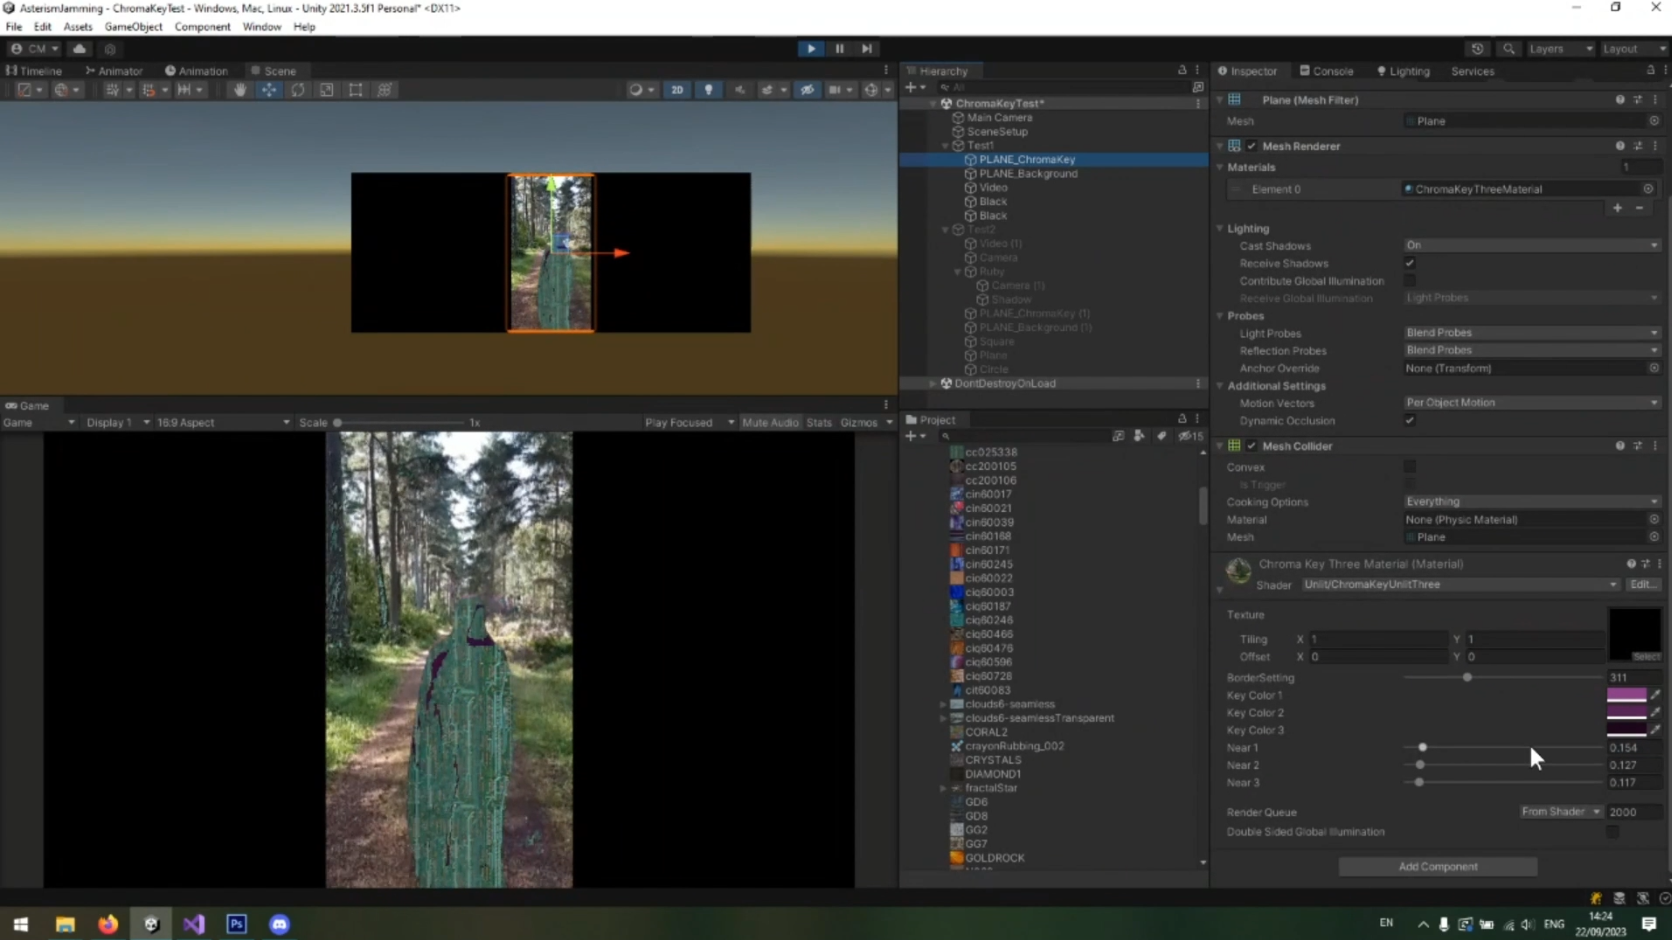 AsterismJamming - ChromaKeyTest - Windows, Mac, Linux - Unity 2021.3.5f1 Personal* <DX11>
File Edit Assets GameObject Component Window Help
CM Layers Layout
Timeline Animator Animation Scene
2D
Hierarchy
All
ChromaKeyTest*
Main Camera
SceneSetup
Test1
PLANE_ChromaKey
PLANE_Background
Video
Black
Black
Test2
Video (1)
Camera
Ruby
Camera (1)
Shadow
PLANE_ChromaKey (1)
PLANE_Background (1)
Square
Plane
Circle
DontDestroyOnLoad
Game
Game Display 1 16:9 Aspect Scale 1x Play Focused Mute Audio Stats Gizmos
Project
15
cc025338
cc200105
cc200106
cin60017
cin60021
cin60039
cin60168
cin60171
cin60245
cio60022
ciq60003
ciq60187
ciq60246
ciq60466
ciq60476
ciq60596
ciq60728
cit60083
clouds6-seamless
clouds6-seamlessTransparent
CORAL2
crayonRubbing_002
CRYSTALS
DIAMOND1
fractalStar
GD6
GD8
GG2
GG7
GOLDROCK
Inspector Console Lighting Services
Plane (Mesh Filter)
Mesh Plane
Mesh Renderer
Materials 1
Element 0 ChromaKeyThreeMaterial
Lighting
Cast Shadows On
Receive Shadows
Contribute Global Illumination
Receive Global Illumination Light Probes
Probes
Light Probes Blend Probes
Reflection Probes Blend Probes
Anchor Override None (Transform)
Additional Settings
Motion Vectors Per Object Motion
Dynamic Occlusion
Mesh Collider
Convex
Is Trigger
Cooking Options Everything
Material None (Physic Material)
Mesh Plane
Chroma Key Three Material (Material)
Shader Unlit/ChromaKeyUnlitThree Edit...
Texture
Tiling X 1 Y 1
Offset X 0 Y 0 Select
BorderSetting 311
Key Color 1
Key Color 2
Key Color 3
Near 1 0.154
Near 2 0.127
Near 3 0.117
Render Queue From Shader 2000
Double Sided Global Illumination
Add Component
Ps EN ENG 14:24
22/09/2023